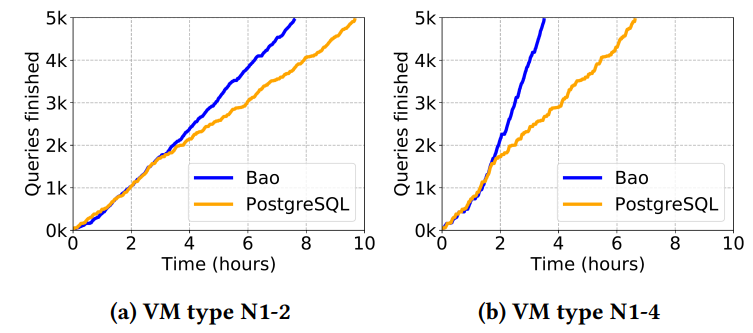 5k
4k
3k
2k
1k
0k
Queries finished
0 2 4 6 8 10
Time (hours)
Bao
PostgreSQL
(a) VM type N1-2
5k
4k
3k
2k
1k
0k
Queries finished
0 2 4 6 8 10
Time (hours)
Bao
PostgreSQL
(b) VM type N1-4